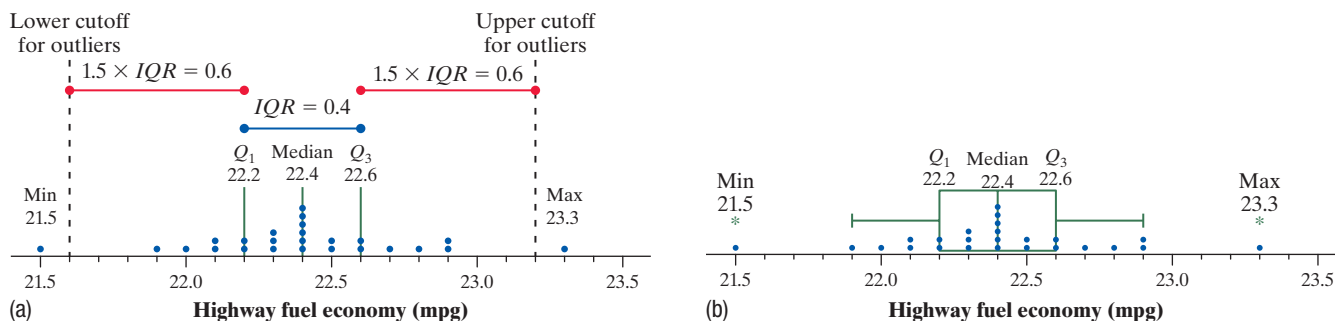 Lower cutoff
for outliers
Upper cutoff
for outliers
1.5 × IQR = 0.6
1.5 × IQR = 0.6
IQR = 0.4
Q1 Median Q3
22.2 22.4 22.6
Min
21.5
Max
23.3
21.5 22.0 22.5 23.0 23.5
(a) Highway fuel economy (mpg)
Q1 Median Q3
22.2 22.4 22.6
Min
21.5
*
Max
23.3
*
21.5 22.0 22.5 23.0 23.5
(b) Highway fuel economy (mpg)